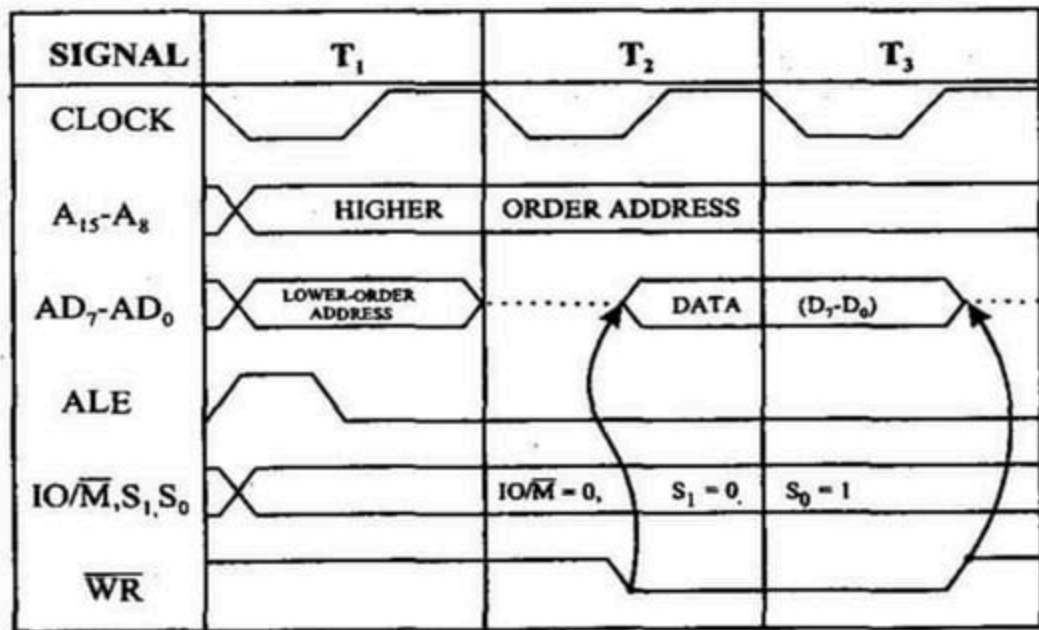 SIGNAL T₁ T₂ T₃
CLOCK
A₁₅-A₈ HIGHER ORDER ADDRESS
AD₇-AD₀ LOWER-ORDER ADDRESS DATA (D₇-D₀)
ALE
IO/M̅,S₁,S₀ IO/M̅ = 0, S₁ = 0. S₀ = 1
W̅R̅